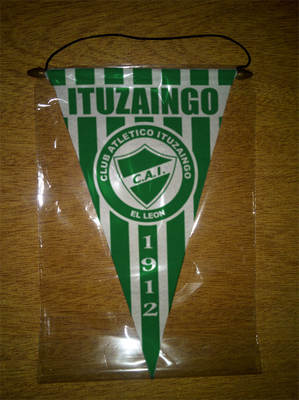 ITUZAINGO
CLUB ATLETICO ITUZAINGO
C.A.I.
EL LEON
1912